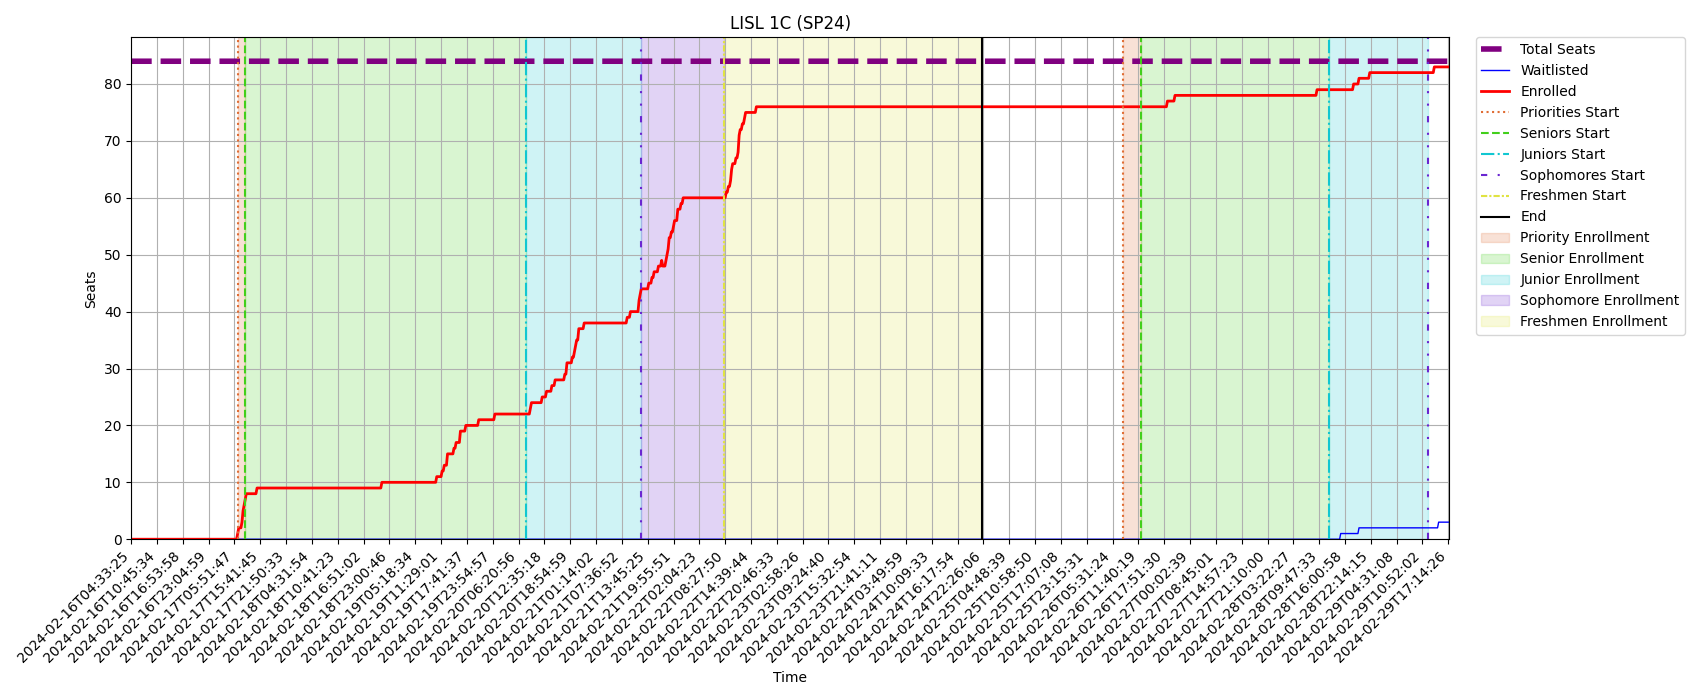 LISL 1C (SP24)
Total Seats
Waitlisted
Enrolled
Priorities Start
Seniors Start
Juniors Start
Sophomores Start
Freshmen Start
End
Priority Enrollment
Senior Enrollment
Junior Enrollment
Sophomore Enrollment
Freshmen Enrollment
Seats
80
70
60
50
40
30
20
10
0
2024-02-16T04:33:25
2024-02-16T10:45:34
2024-02-16T16:53:58
2024-02-16T23:04:59
2024-02-17T05:51:47
2024-02-17T15:41:45
2024-02-17T21:50:33
2024-02-18T04:31:54
2024-02-18T10:41:23
2024-02-18T16:51:02
2024-02-18T23:00:46
2024-02-19T05:18:34
2024-02-19T11:29:01
2024-02-19T17:41:37
2024-02-19T23:54:57
2024-02-20T06:20:56
2024-02-20T12:35:18
2024-02-20T18:54:59
2024-02-21T01:14:02
2024-02-21T07:36:52
2024-02-21T13:45:25
2024-02-21T19:55:51
2024-02-22T02:04:23
2024-02-22T08:27:50
2024-02-22T14:39:44
2024-02-22T20:46:33
2024-02-23T02:58:26
2024-02-23T09:24:40
2024-02-23T15:32:54
2024-02-23T21:41:11
2024-02-24T03:49:59
2024-02-24T10:09:33
2024-02-24T16:17:54
2024-02-24T22:26:06
2024-02-25T04:48:39
2024-02-25T10:58:50
2024-02-25T17:07:08
2024-02-25T23:15:31
2024-02-26T05:31:24
2024-02-26T11:40:19
2024-02-26T17:51:30
2024-02-27T00:02:39
2024-02-27T08:45:01
2024-02-27T14:57:23
2024-02-27T21:10:00
2024-02-28T03:22:27
2024-02-28T09:47:33
2024-02-28T16:00:58
2024-02-28T22:14:15
2024-02-29T04:31:08
2024-02-29T10:52:02
2024-02-29T17:14:26
Time